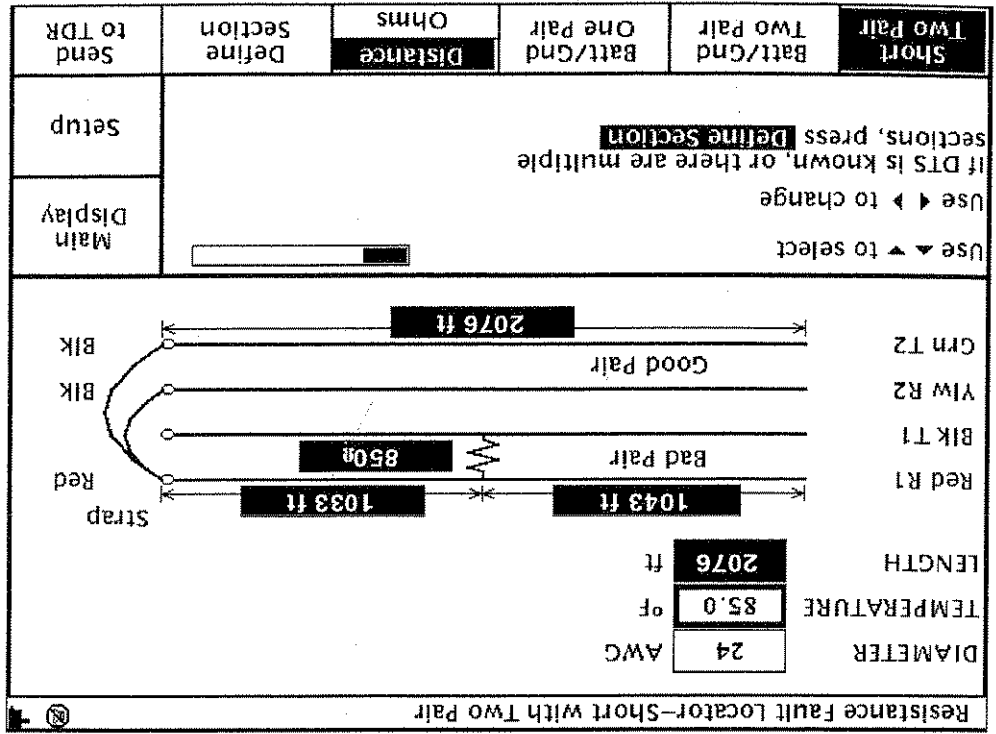 Resistance Fault Locator–Short with Two Pair
DIAMETER 24 AWG
TEMPERATURE 85.0 °F
LENGTH 2076 ft
Strap
1043 ft 1033 ft
Red R1 Red
Bad Pair 850Ω
Blk T1
Ylw R2 Blk
Good Pair
Grn T2 Blk
2076 ft
Use ▲ ▼ to select
Use ◀ ▶ to change
If DTS is known, or there are multiple
sections, press Define Section
Main
Display
Setup
Short
Two Pair
Batt/Gnd
Two Pair
Batt/Gnd
One Pair
Distance
Ohms
Define
Section
Send
to TDR